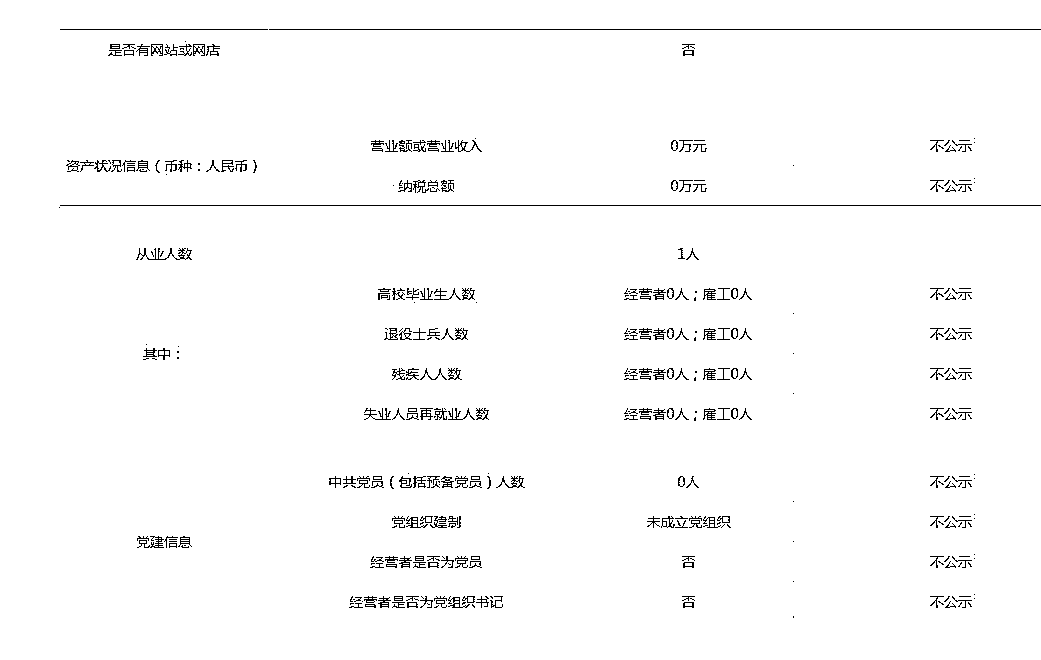 是否有网站或网店 否
营业额或营业收入 0万元 不公示
资产状况信息（币种：人民币）
纳税总额 0万元 不公示
从业人数 1人
高校毕业生人数 经营者0人；雇工0人 不公示
退役士兵人数 经营者0人；雇工0人 不公示
其中：
残疾人人数 经营者0人；雇工0人 不公示
失业人员再就业人数 经营者0人；雇工0人 不公示
中共党员（包括预备党员）人数 0人 不公示
党组织建制 未成立党组织 不公示
党建信息
经营者是否为党员 否 不公示
经营者是否为党组织书记 否 不公示